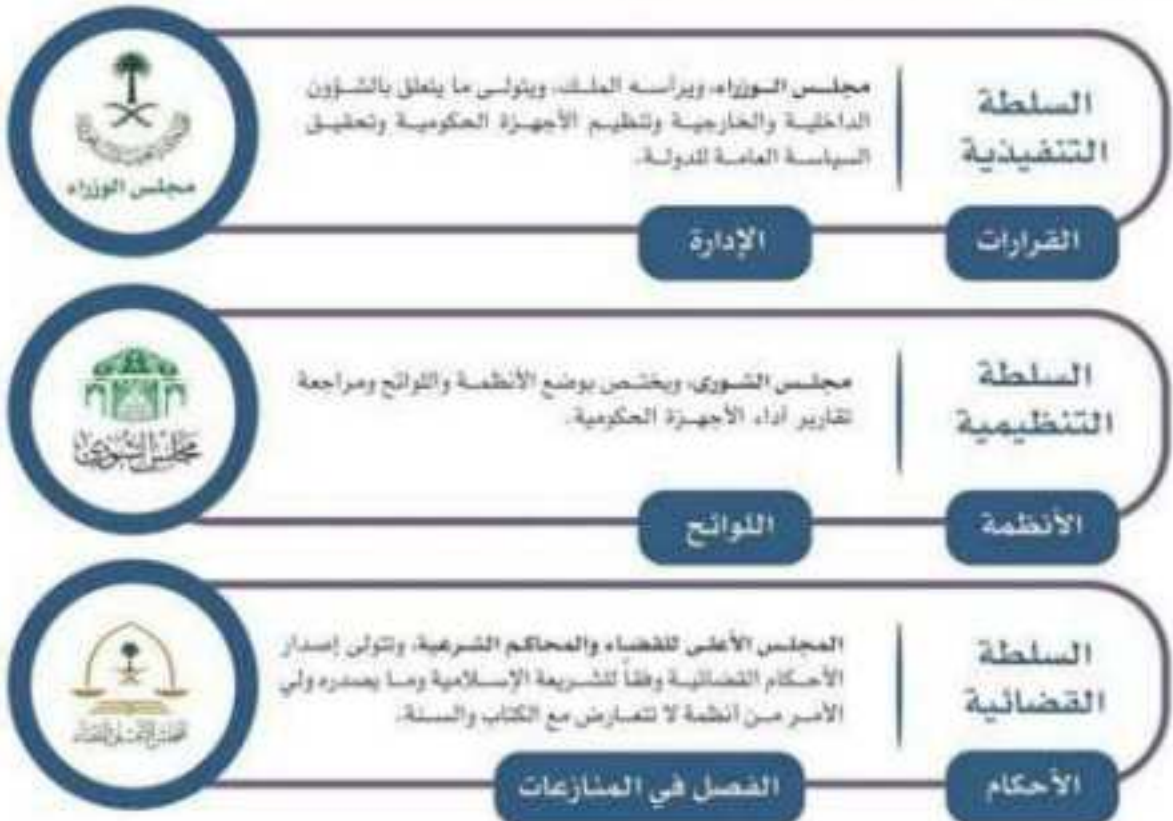 السلطة
التنفيذية
مجلس الوزراء، ويرأسه الملك، ويتولى ما يتعلق بالشؤون
الداخلية والخارجية وتنظيم الأجهزة الحكومية وتحقيق
السياسة العامة للدولة.
مجلس الوزراء
القرارات
الإدارة
السلطة
التنظيمية
مجلس الشورى، ويختص بوضع الأنظمة واللوائح ومراجعة
تقارير أداء الأجهزة الحكومية.
مجلس الشورى
الأنظمة
اللوائح
السلطة
القضائية
المجلس الأعلى للقضاء والمحاكم الشرعية، وتتولى إصدار
الأحكام القضائية وفقاً للشريعة الإسلامية وما يصدره ولي
الأمر من أنظمة لا تتعارض مع الكتاب والسنة.
المجلس الأعلى للقضاء
الأحكام
الفصل في المنازعات